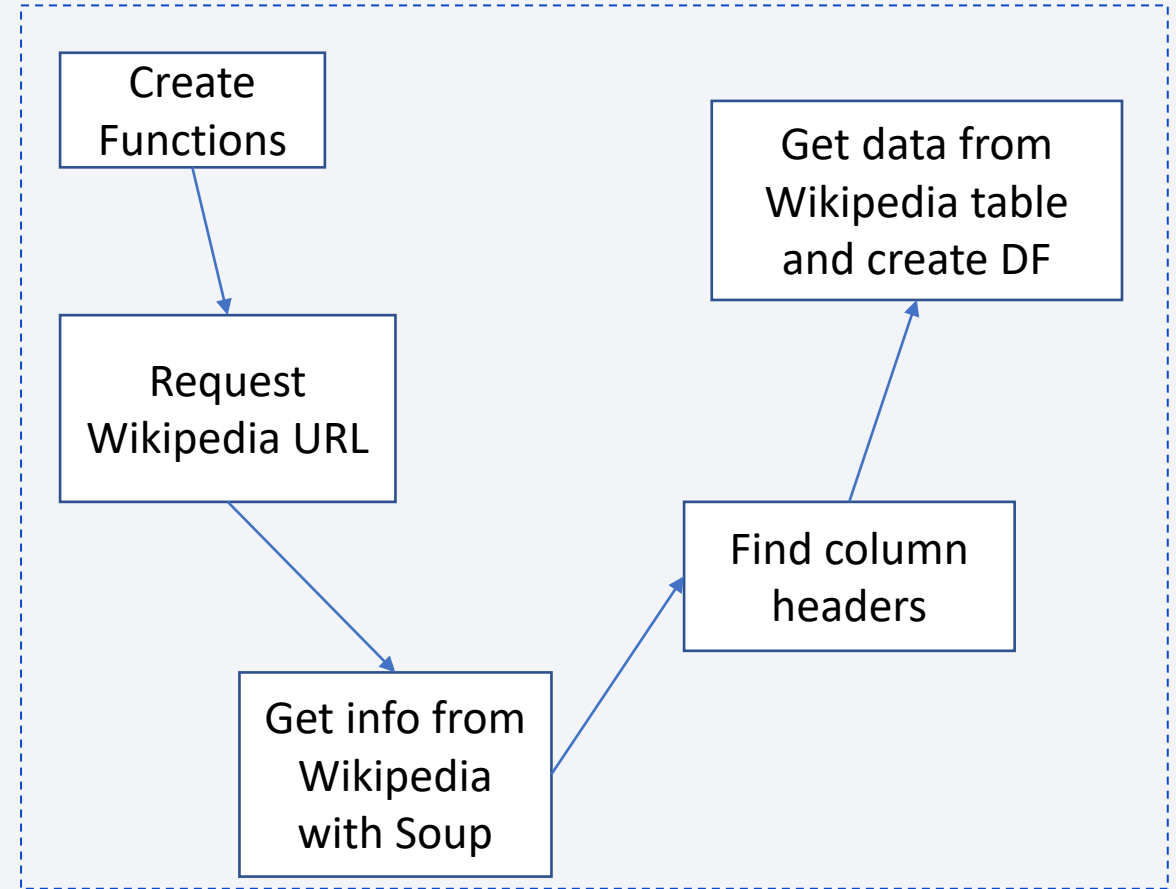 Create
Functions
Request
Wikipedia URL
Get info from
Wikipedia
with Soup
Find column
headers
Get data from
Wikipedia table
and create DF